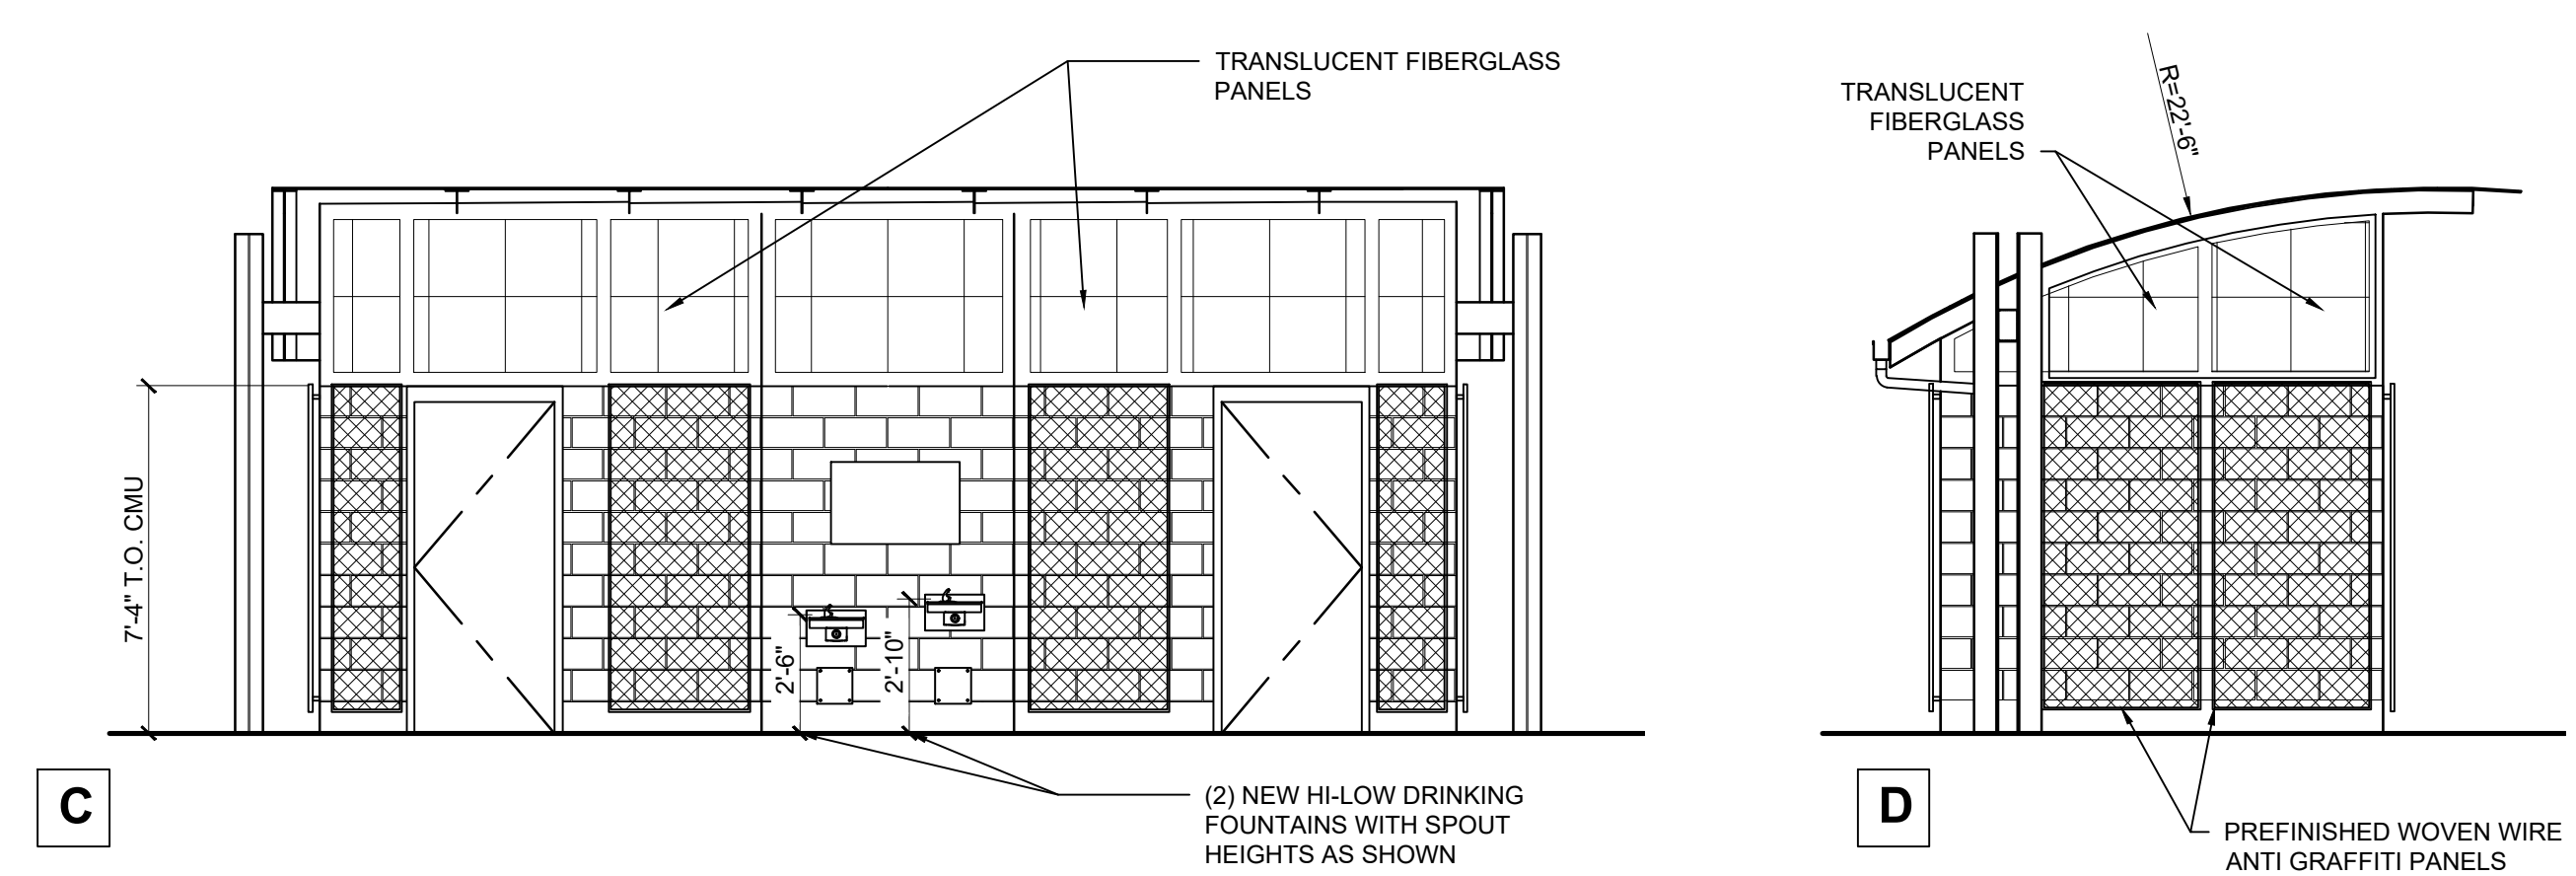 TRANSLUCENT FIBERGLASS
PANELS
7'-4" T.O. CMU
2'-6"
2'-10"
(2) NEW HI-LOW DRINKING
FOUNTAINS WITH SPOUT
HEIGHTS AS SHOWN
C
TRANSLUCENT
FIBERGLASS
PANELS
R=22'-6"
PREFINISHED WOVEN WIRE
ANTI GRAFFITI PANELS
D